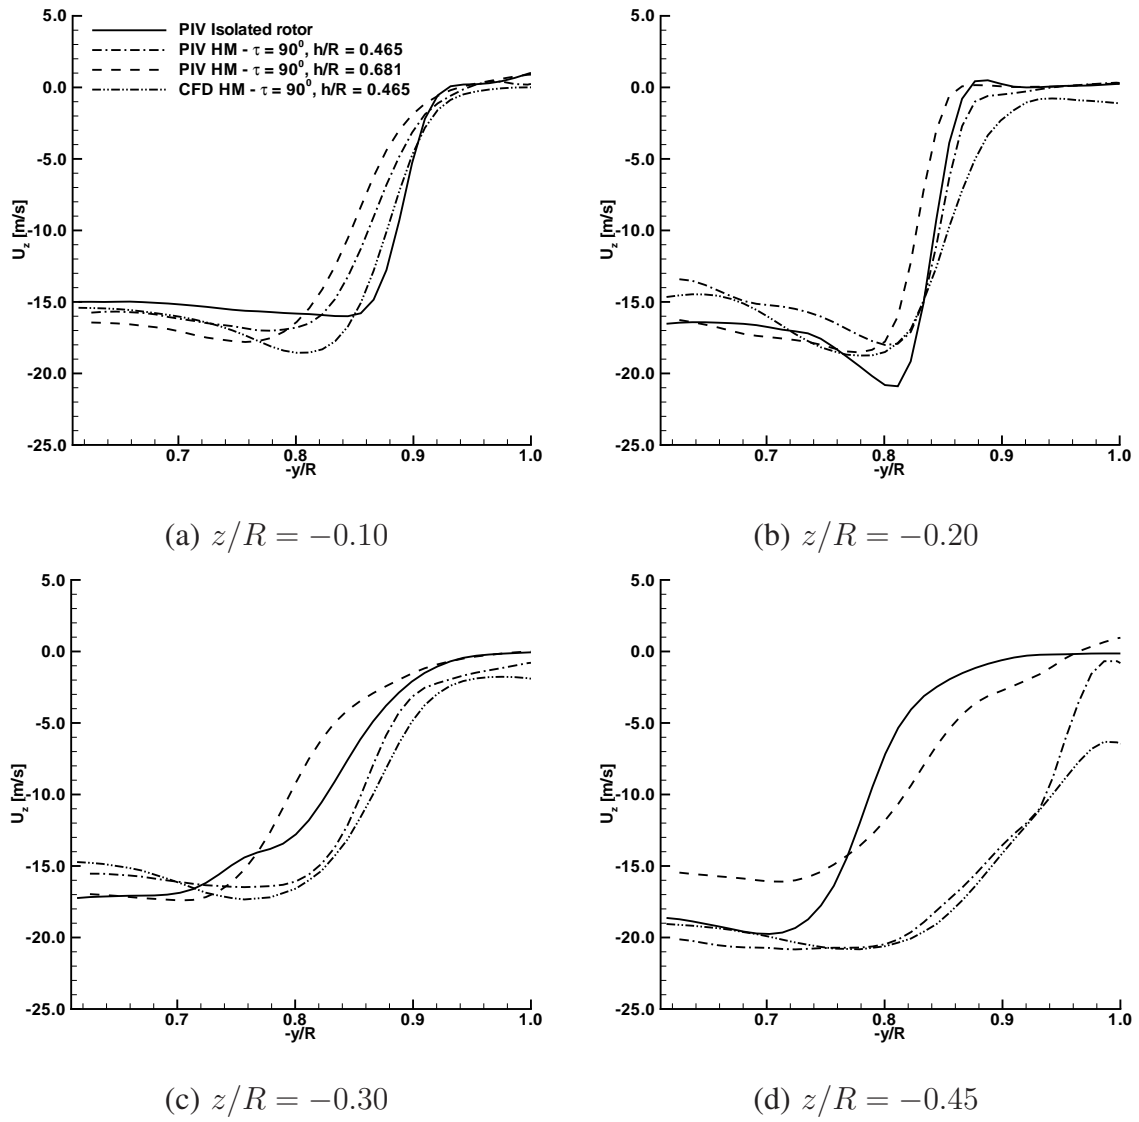 5.0
0.0
-5.0
-10.0
-15.0
-20.0
-25.0
U_z [m/s]
0.7
0.8
0.9
1.0
-y/R
PIV Isolated rotor
PIV HM - τ = 90⁰, h/R = 0.465
PIV HM - τ = 90⁰, h/R = 0.681
CFD HM - τ = 90⁰, h/R = 0.465
(a) z/R = −0.10
5.0
0.0
-5.0
-10.0
-15.0
-20.0
-25.0
U_z [m/s]
0.7
0.8
0.9
1.0
-y/R
(b) z/R = −0.20
5.0
0.0
-5.0
-10.0
-15.0
-20.0
-25.0
U_z [m/s]
0.7
0.8
0.9
1.0
-y/R
(c) z/R = −0.30
5.0
0.0
-5.0
-10.0
-15.0
-20.0
-25.0
U_z [m/s]
0.7
0.8
0.9
1.0
-y/R
(d) z/R = −0.45